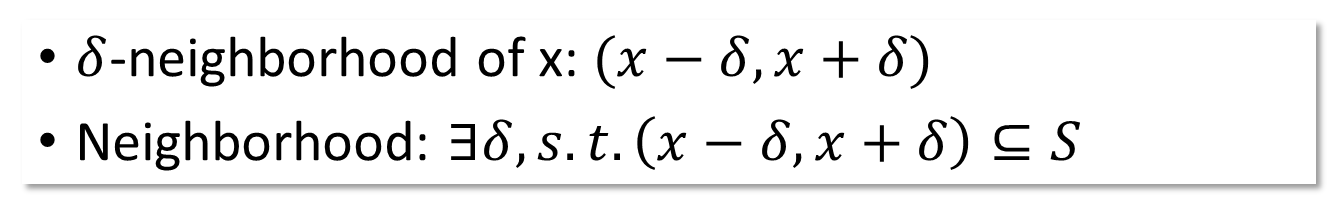 • δ-neighborhood of x: (x − δ, x + δ)
• Neighborhood: ∃δ, s. t. (x − δ, x + δ) ⊆ S